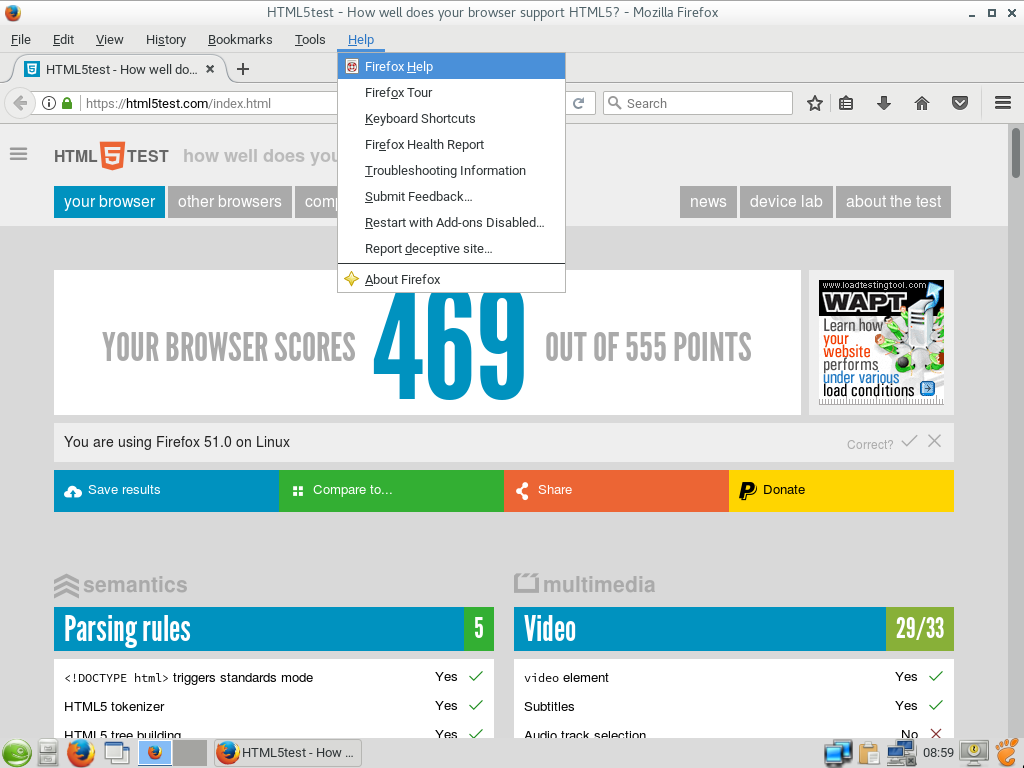 HTML5test - How well does your browser support HTML5? - Mozilla Firefox
File Edit View History Bookmarks Tools Help
HTML5test - How well do...
https://html5test.com/index.html
Search
Firefox Help
Firefox Tour
Keyboard Shortcuts
Firefox Health Report
Troubleshooting Information
Submit Feedback...
Restart with Add-ons Disabled...
Report deceptive site...
About Firefox
HTML 5 TEST how well does you
your browser other browsers comp news device lab about the test
YOUR BROWSER SCORES 469 OUT OF 555 POINTS
www.loadtestingtool.com
WAPT
Learn how
your
website
performs
under various
load conditions
You are using Firefox 51.0 on Linux Correct?
Save results Compare to... Share Donate
semantics
Parsing rules 5
<!DOCTYPE html> triggers standards mode Yes
HTML5 tokenizer Yes
HTML5 tree building Yes
multimedia
Video 29/33
video element Yes
Subtitles Yes
Audio track selection No
HTML5test - How ...
08:59